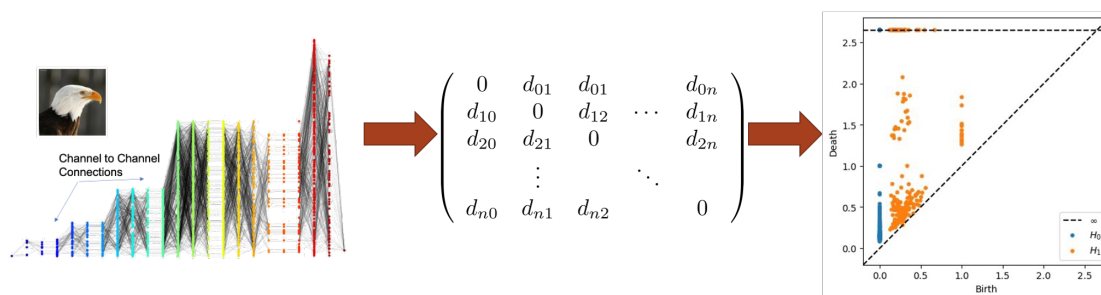 Channel to Channel
Connections
0 d01 d01 d0n
d10 0 d12 ⋯ d1n
d20 d21 0 d2n
⋮ ⋱
dn0 dn1 dn2 0
Death
2.5
2.0
1.5
1.0
0.5
0.0
∞
H0
H1
0.0 0.5 1.0 1.5 2.0 2.5
Birth